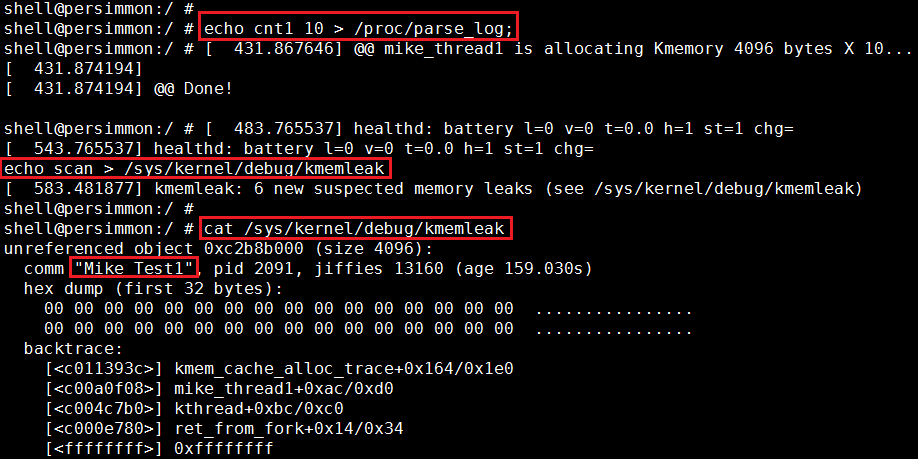 shell@persimmon:/ #
shell@persimmon:/ # echo cnt1 10 > /proc/parse_log;
shell@persimmon:/ # [  431.867646] @@ mike_thread1 is allocating Kmemory 4096 bytes X 10...
[  431.874194]
[  431.874194] @@ Done!
shell@persimmon:/ # [  483.765537] healthd: battery l=0 v=0 t=0.0 h=1 st=1 chg=
[  543.765537] healthd: battery l=0 v=0 t=0.0 h=1 st=1 chg=
echo scan > /sys/kernel/debug/kmemleak
[  583.481877] kmemleak: 6 new suspected memory leaks (see /sys/kernel/debug/kmemleak)
shell@persimmon:/ #
shell@persimmon:/ # cat /sys/kernel/debug/kmemleak
unreferenced object 0xc2b8b000 (size 4096):
  comm "Mike Test1", pid 2091, jiffies 13160 (age 159.030s)
  hex dump (first 32 bytes):
    00 00 00 00 00 00 00 00 00 00 00 00 00 00 00 00  ................
    00 00 00 00 00 00 00 00 00 00 00 00 00 00 00 00  ................
  backtrace:
    [<c011393c>] kmem_cache_alloc_trace+0x164/0x1e0
    [<c00a0f08>] mike_thread1+0xac/0xd0
    [<c004c7b0>] kthread+0xbc/0xc0
    [<c000e780>] ret_from_fork+0x14/0x34
    [<ffffffff>] 0xffffffff